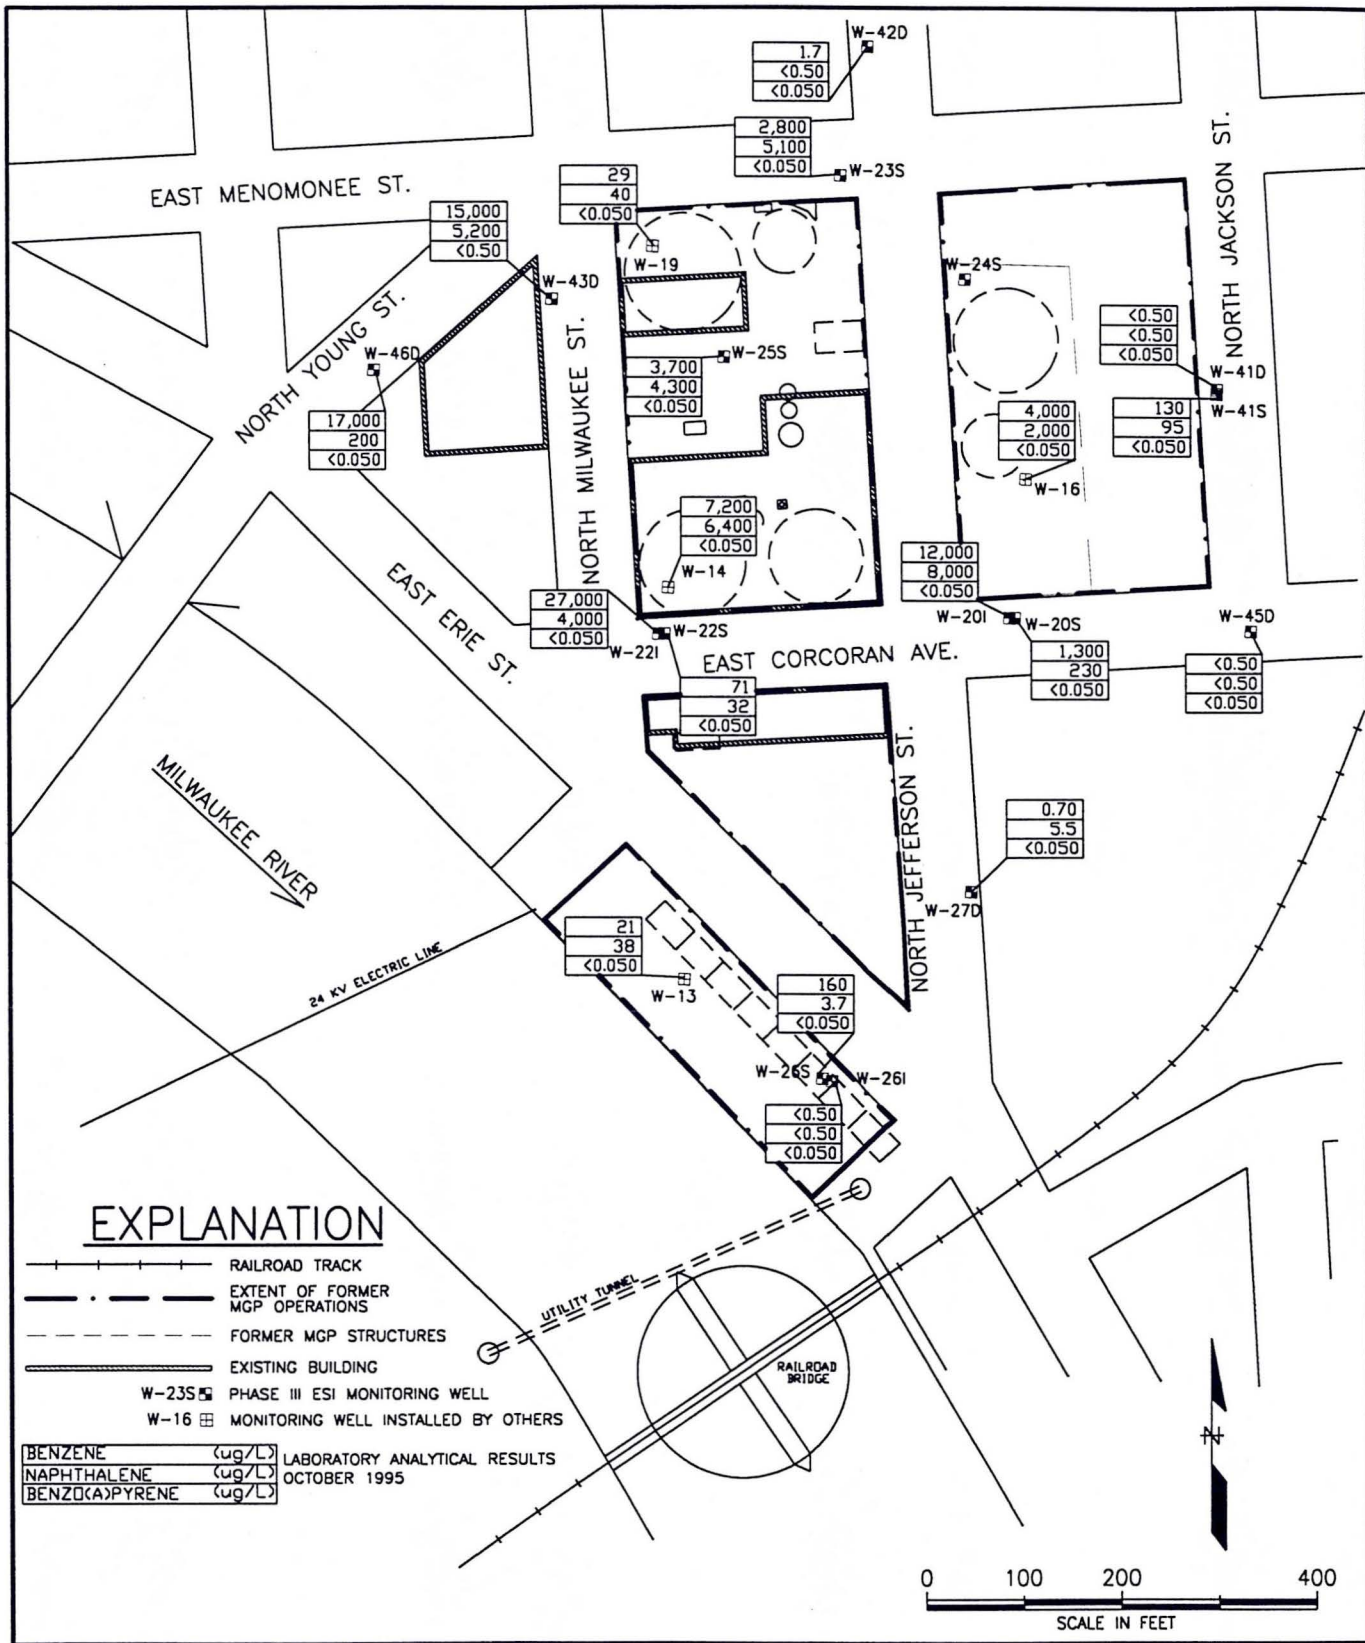 W-42D
1.7
<0.50
<0.050
2,800
5,100
<0.050
W-23S
EAST MENOMONEE ST.
29
40
<0.050
W-19
15,000
5,200
<0.50
W-43D
NORTH JACKSON ST.
W-24S
NORTH YOUNG ST.
W-46D
17,000
200
<0.050
NORTH MILWAUKEE ST.
W-25S
3,700
4,300
<0.050
<0.50
<0.50
<0.050
W-41D
W-41S
130
95
<0.050
4,000
2,000
<0.050
W-16
7,200
6,400
<0.050
W-14
EAST ERIE ST.
27,000
4,000
<0.050
W-22S
W-22I
71
32
<0.050
EAST CORCORAN AVE.
12,000
8,000
<0.050
W-20I
W-20S
1,300
230
<0.050
W-45D
<0.50
<0.50
<0.050
NORTH JEFFERSON ST.
MILWAUKEE RIVER
0.70
5.5
<0.050
W-27D
24 KV ELECTRIC LINE
21
38
<0.050
W-13
160
3.7
<0.050
W-26S
W-26I
<0.50
<0.50
<0.050
UTILITY TUNNEL
RAILROAD
BRIDGE
EXPLANATION
RAILROAD TRACK
EXTENT OF FORMER
MGP OPERATIONS
FORMER MGP STRUCTURES
EXISTING BUILDING
W-23S PHASE III ESI MONITORING WELL
W-16 MONITORING WELL INSTALLED BY OTHERS
BENZENE (ug/L)
NAPHTHALENE (ug/L)
BENZO(A)PYRENE (ug/L)
LABORATORY ANALYTICAL RESULTS
OCTOBER 1995
N
0 100 200 400
SCALE IN FEET